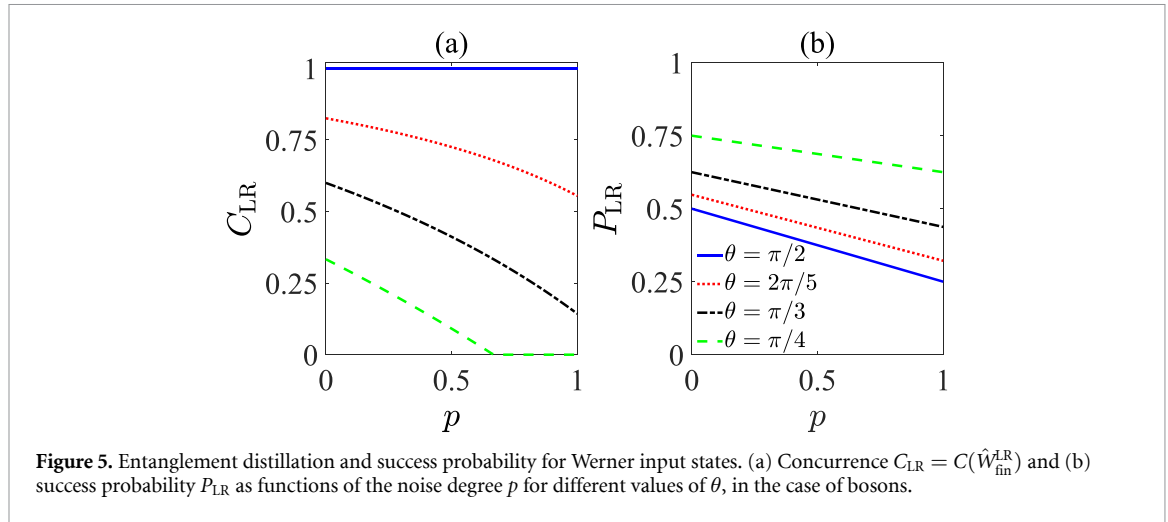 (a)
(b)
1
0.75
0.5
0.25
0
C_LR
0
0.5
1
p
1
0.75
0.5
0.25
0
P_LR
θ = π/2
θ = 2π/5
θ = π/3
θ = π/4
0
0.5
1
p
Figure 5. Entanglement distillation and success probability for Werner input states. (a) Concurrence C_LR = C(Ŵ_fin^LR) and (b)
success probability P_LR as functions of the noise degree p for different values of θ, in the case of bosons.